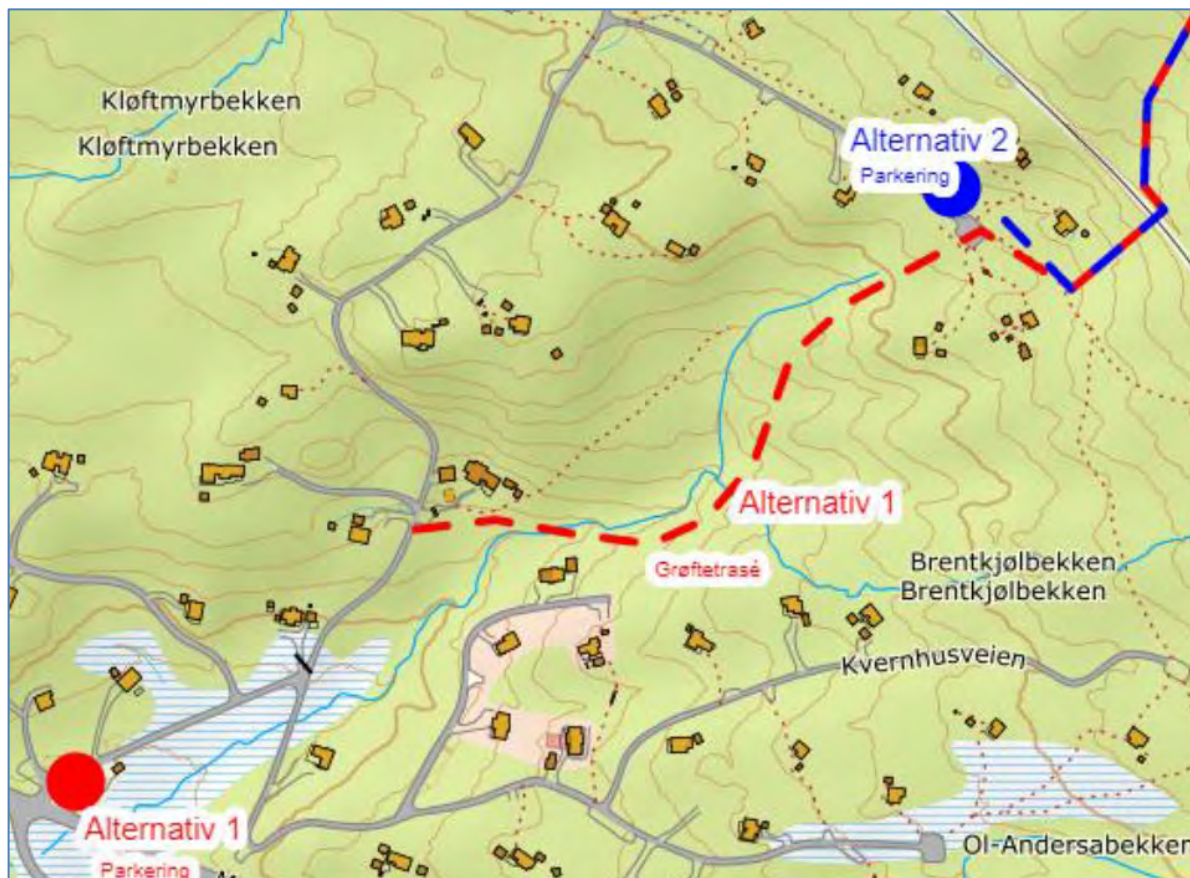 Kløftmyrbekken
Kløftmyrbekken
Alternativ 2
Parkering
Alternativ 1
Grøftetrasé
Brentkjølbekken
Brentkjølbekken
Kvernhusveien
Alternativ 1
Parkering
Ol-Andersabekken